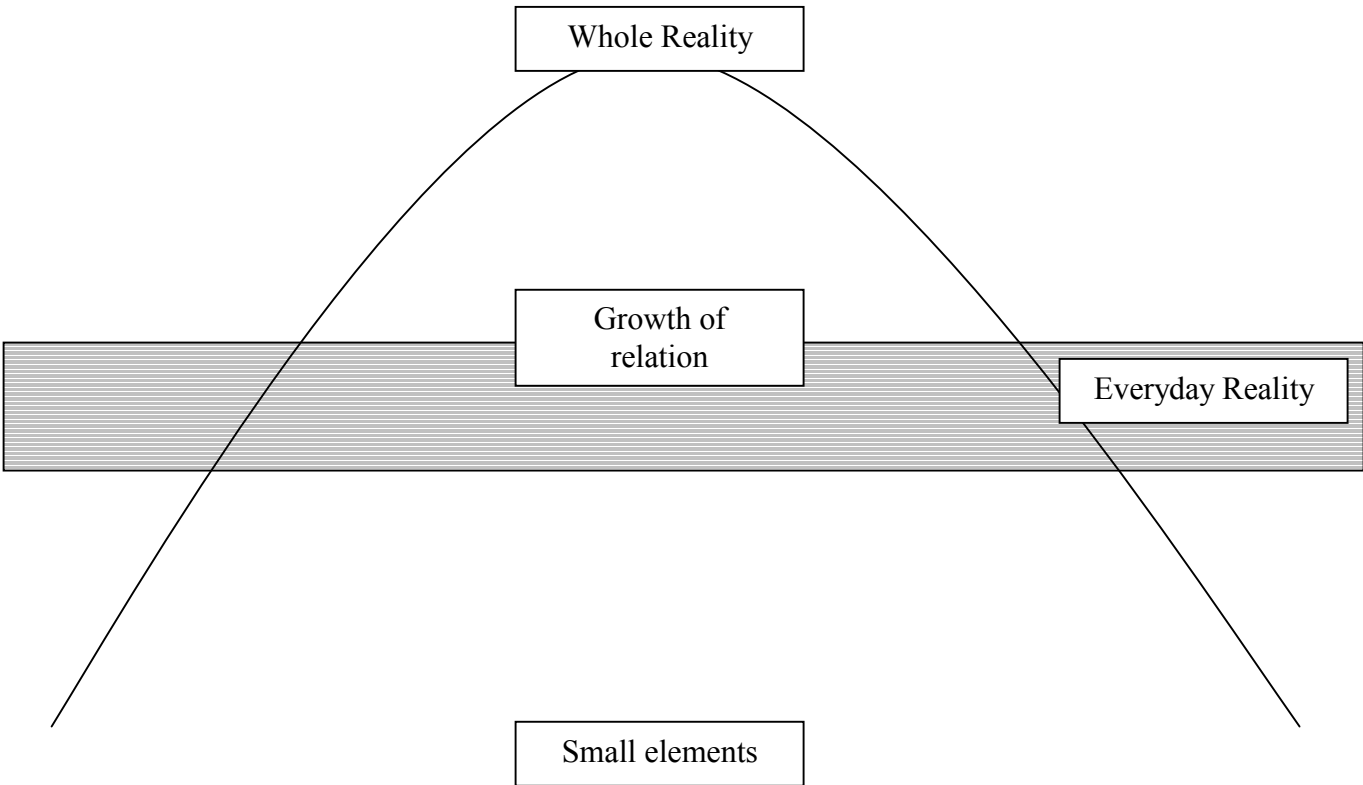 Whole Reality
Growth of
relation
Everyday Reality
Small elements